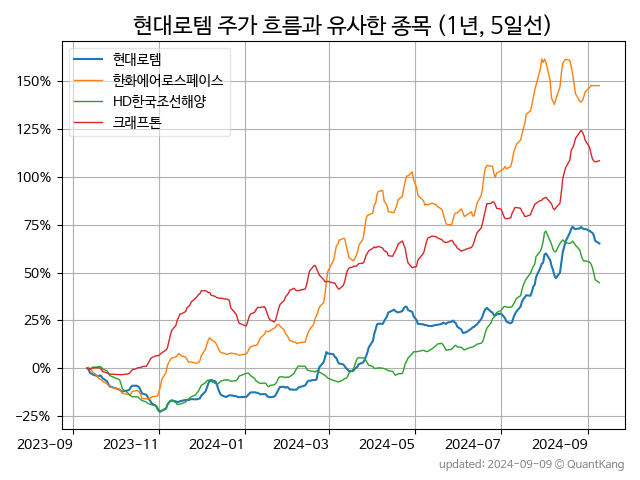 현대로템 주가 흐름과 유사한 종목 (1년, 5일선)
현대로템
한화에어로스페이스
HD한국조선해양
크래프톤
150%
125%
100%
75%
50%
25%
0%
−25%
2023-09 2023-11 2024-01 2024-03 2024-05 2024-07 2024-09
updated: 2024-09-09 © QuantKang